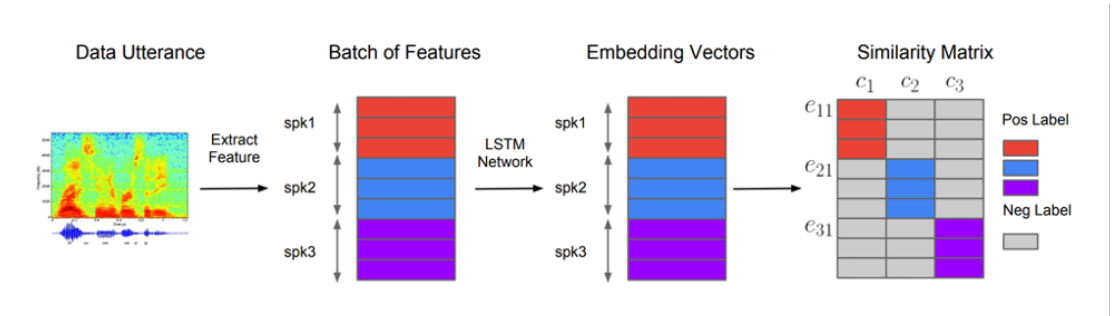 Data Utterance
Batch of Features
Embedding Vectors
Similarity Matrix
c1 c2 c3
Extract
Feature
spk1
spk2
spk3
LSTM
Network
spk1
spk2
spk3
e11
e21
e31
Pos Label
Neg Label